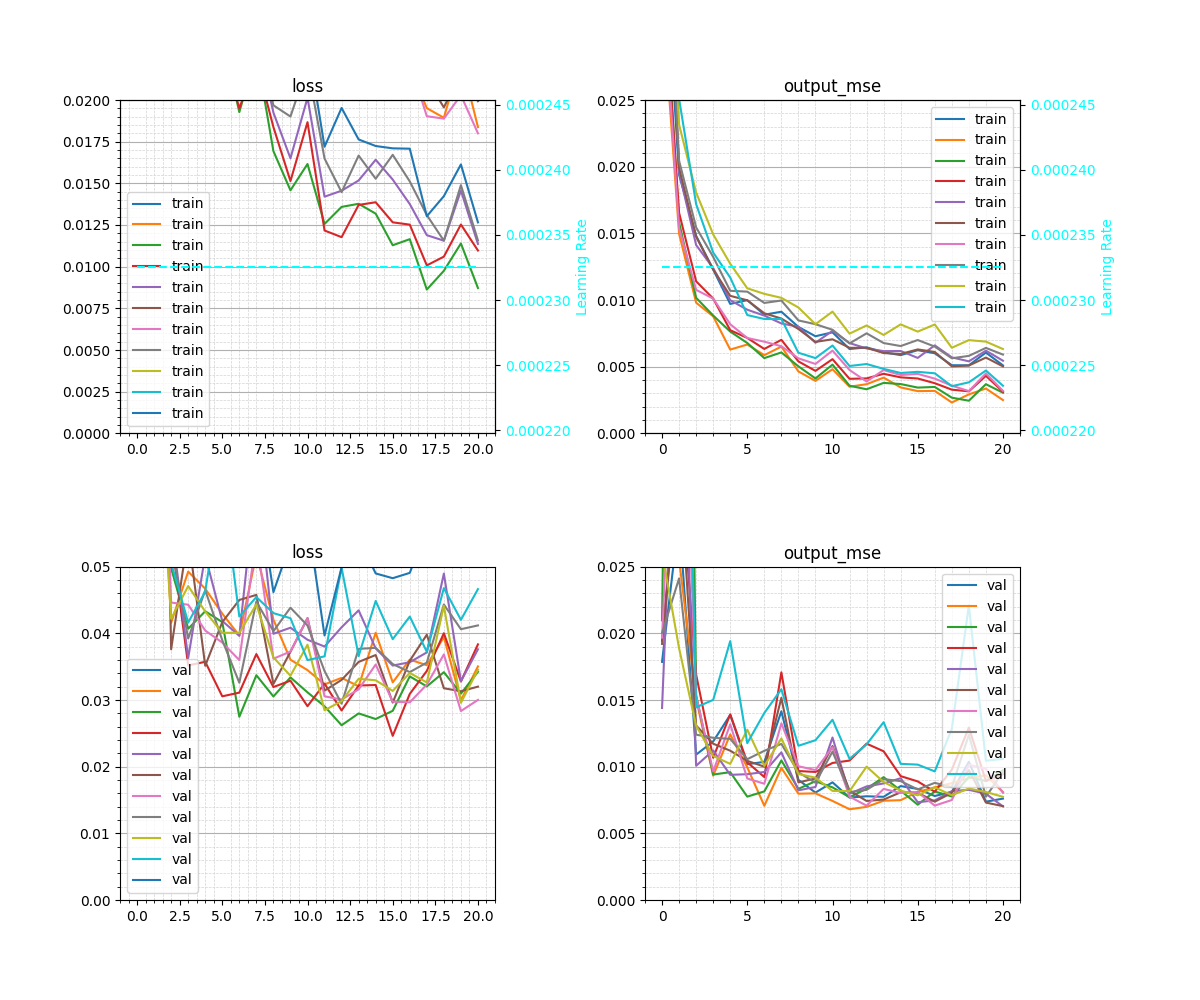 loss
0.0200
0.0175
0.0150
0.0125
0.0100
0.0075
0.0050
0.0025
0.0000
train
train
train
train
train
train
train
train
train
train
train
0.0
2.5
5.0
7.5
10.0
12.5
15.0
17.5
20.0
0.000245
0.000240
0.000235
0.000230
0.000225
0.000220
Learning Rate
output_mse
0.025
0.020
0.015
0.010
0.005
0.000
train
train
train
train
train
train
train
train
train
train
0
5
10
15
20
0.000245
0.000240
0.000235
0.000230
0.000225
0.000220
Learning Rate
loss
0.05
0.04
0.03
0.02
0.01
0.00
val
val
val
val
val
val
val
val
val
val
val
0.0
2.5
5.0
7.5
10.0
12.5
15.0
17.5
20.0
output_mse
0.025
0.020
0.015
0.010
0.005
0.000
val
val
val
val
val
val
val
val
val
val
0
5
10
15
20